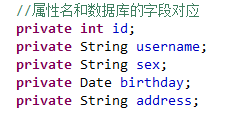 //属性名和数据库的字段对应
private int id;
private String username;
private String sex;
private Date birthday;
private String address;